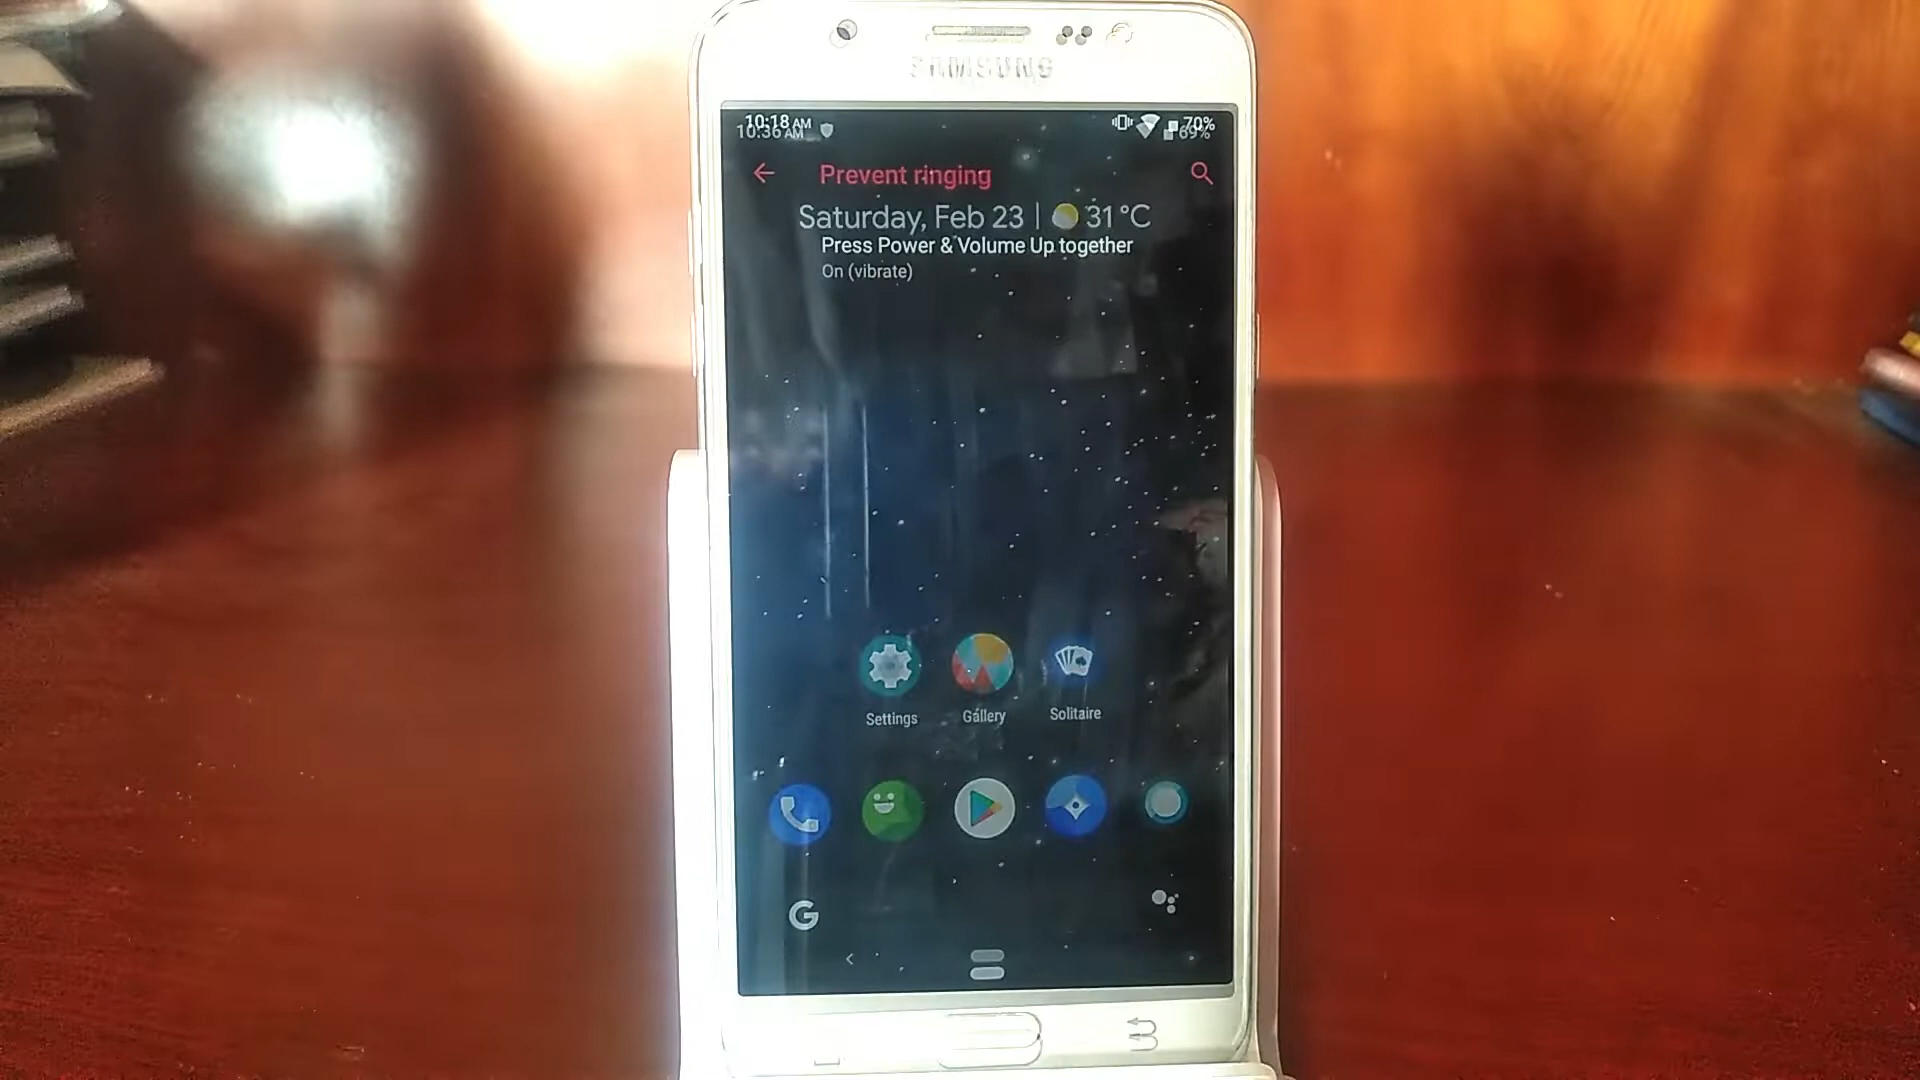 SAMSUNG
10:18 AM
10:36 AM
70%
69%
Prevent ringing
Saturday, Feb 23 | 31 °C
Press Power & Volume Up together
On (vibrate)
Settings
Gallery
Solitaire
G